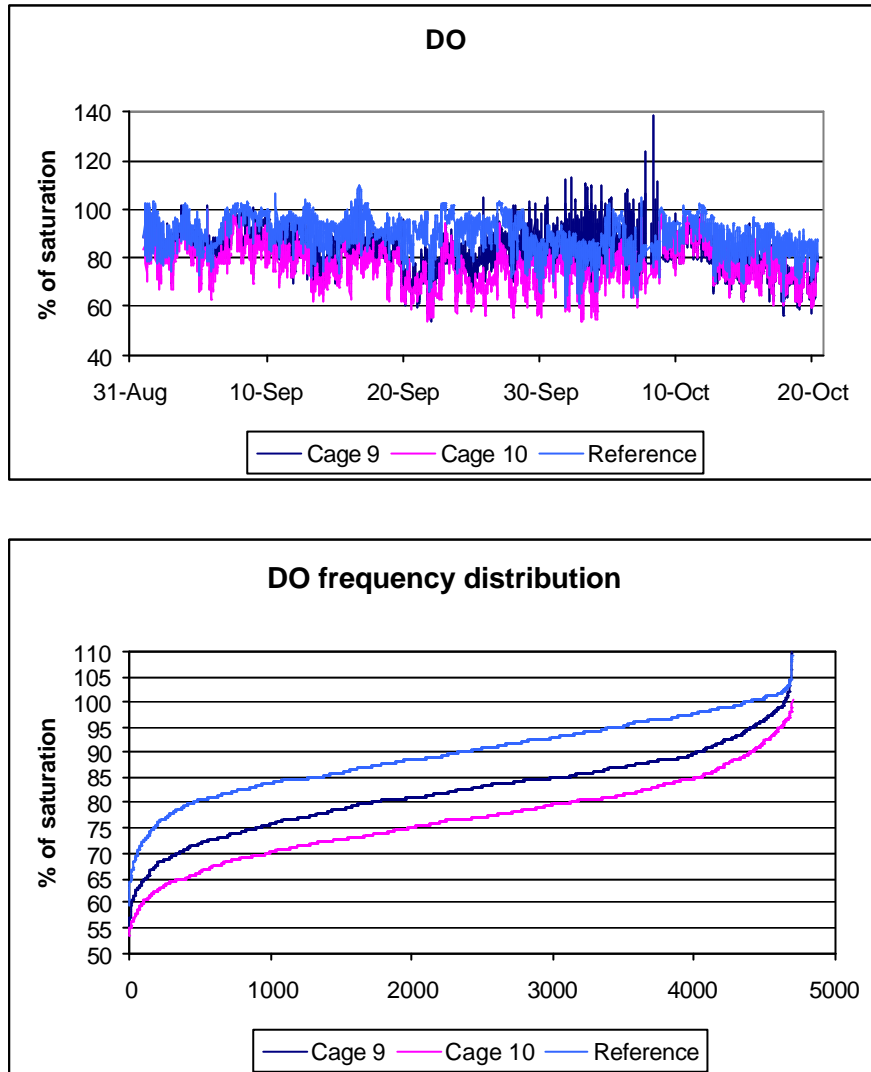 DO
% of saturation
140
120
100
80
60
40
31-Aug 10-Sep 20-Sep 30-Sep 10-Oct 20-Oct
Cage 9 Cage 10 Reference
DO frequency distribution
% of saturation
110
105
100
95
90
85
80
75
70
65
60
55
50
0 1000 2000 3000 4000 5000
Cage 9 Cage 10 Reference